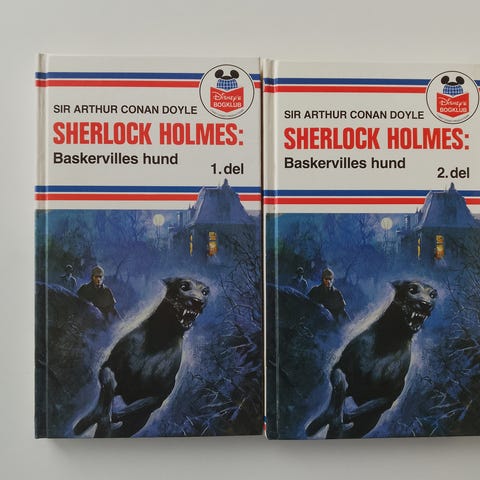 DISNEY'S
BOGKLUB
SIR ARTHUR CONAN DOYLE
SHERLOCK HOLMES:
Baskervilles hund
1. del
DISNEY'S
BOGKLUB
SIR ARTHUR CONAN DOYLE
SHERLOCK HOLMES:
Baskervilles hund
2. del